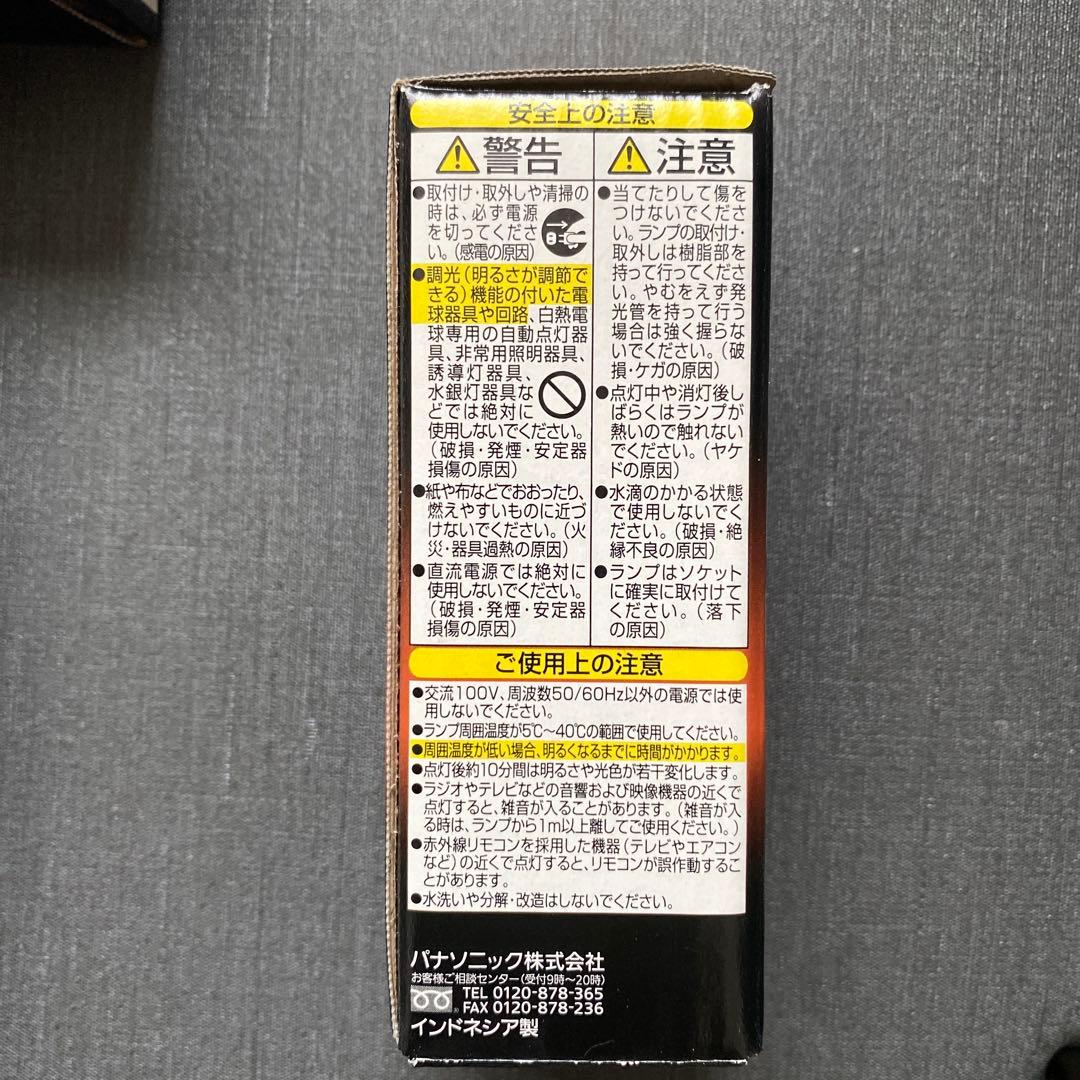 安全上の注意
警告
●取付け・取外しや清掃の
時は、必ず電源
を切ってくださ
い。(感電の原因)
●調光(明るさが調節で
きる)機能の付いた電
球器具や回路、白熱電
球専用の自動点灯器
具、非常用照明器具、
誘導灯器具、
水銀灯器具な
どでは絶対に
使用しないでください。
(破損・発煙・安定器
損傷の原因)
●紙や布などでおおったり、
燃えやすいものに近づ
けないでください。(火
災・器具過熱の原因)
●直流電源では絶対に
使用しないでください。
(破損・発煙・安定器
損傷の原因)
注意
●当てたりして傷を
つけないでくださ
い。ランプの取付け・
取外しは樹脂部を
持って行ってくださ
い。やむをえず発
光管を持って行う
場合は強く握らな
いでください。(破
損・ケガの原因)
●点灯中や消灯後し
ばらくはランプが
熱いので触れない
でください。(ヤケ
ドの原因)
●水滴のかかる状態
で使用しないでく
ださい。(破損・絶
縁不良の原因)
●ランプはソケット
に確実に取付けて
ください。(落下
の原因)
ご使用上の注意
●交流100V、周波数50/60Hz以外の電源では使
用しないでください。
●ランプ周囲温度が5℃〜40℃の範囲で使用してください。
●周囲温度が低い場合、明るくなるまでに時間がかかります。
●点灯後約10分間は明るさや光色が若干変化します。
●ラジオやテレビなどの音響および映像機器の近くで
点灯すると、雑音が入ることがあります。(雑音が入
る時は、ランプから1m以上離してご使用ください。)
●赤外線リモコンを採用した機器(テレビやエアコン
など)の近くで点灯すると、リモコンが誤作動するこ
とがあります。
●水洗いや分解・改造はしないでください。
パナソニック株式会社
お客様ご相談センター(受付9時〜20時)
TEL 0120-878-365
FAX 0120-878-236
インドネシア製